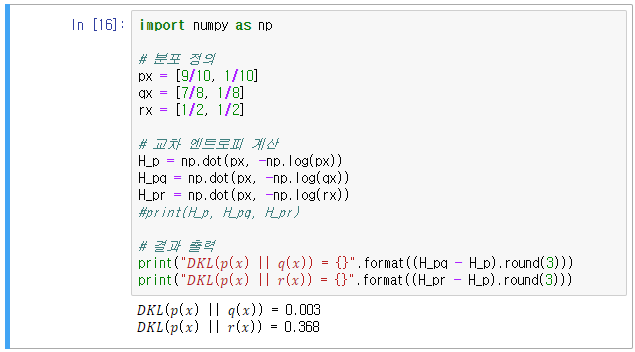 In [16]:
import numpy as np
# 분포 정의
px = [9/10, 1/10]
qx = [7/8, 1/8]
rx = [1/2, 1/2]
# 교차 엔트로피 계산
H_p = np.dot(px, -np.log(px))
H_pq = np.dot(px, -np.log(qx))
H_pr = np.dot(px, -np.log(rx))
#print(H_p, H_pq, H_pr)
# 결과 출력
print("𝐷𝐾𝐿(𝑝(𝑥) || 𝑞(𝑥)) = {}".format((H_pq - H_p).round(3)))
print("𝐷𝐾𝐿(𝑝(𝑥) || 𝑟(𝑥)) = {}".format((H_pr - H_p).round(3)))
𝐷𝐾𝐿(𝑝(𝑥) || 𝑞(𝑥)) = 0.003
𝐷𝐾𝐿(𝑝(𝑥) || 𝑟(𝑥)) = 0.368